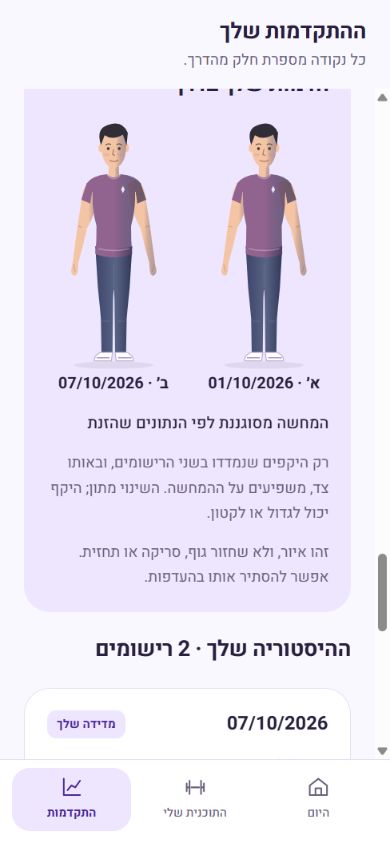 ההתקדמות שלך
כל נקודה מספרת חלק מהדרך.
א׳ · 01/10/2026
ב׳ · 07/10/2026
המחשה מסוגננת לפי הנתונים שהזנת
רק היקפים שנמדדו בשני הרישומים, ובאותו
צד, משפיעים על ההמחשה. השינוי מתון; היקף
יכול לגדול או לקטון.
זהו איור, ולא שחזור גוף, סריקה או תחזית.
אפשר להסתיר אותו בהעדפות.
ההיסטוריה שלך · 2 רישומים
07/10/2026
מדידה שלך
היום
התוכנית שלי
התקדמות